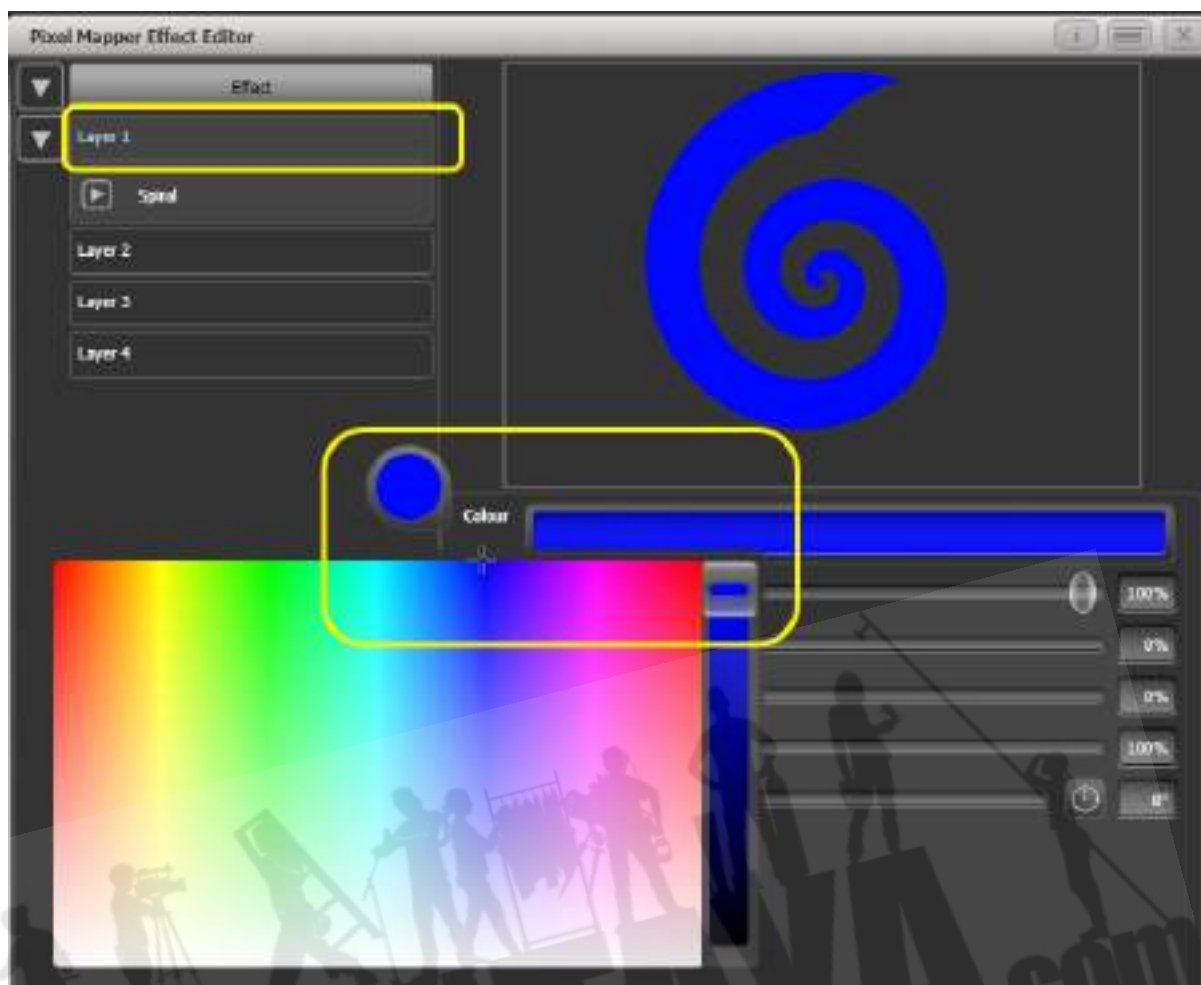 Pixel Mapper Effect Editor
Effect
Layer 1
Spiral
Layer 2
Layer 3
Layer 4
Colour
100%
0%
0%
100%
0°
.com